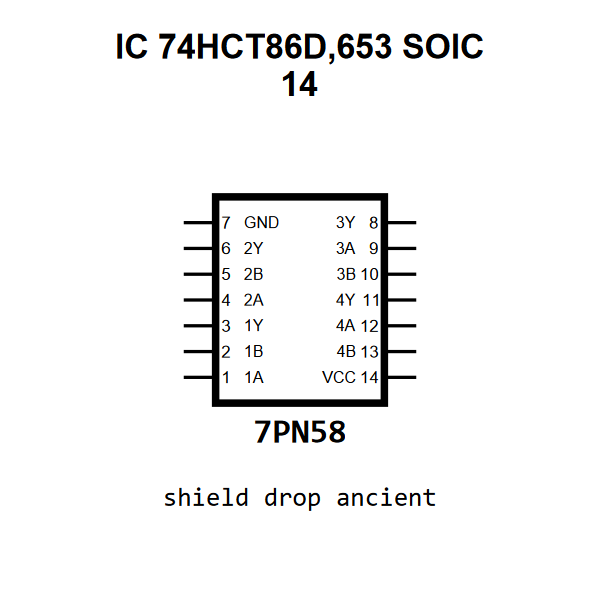 IC 74HCT86D,653 SOIC
14
7 GND 3Y 8
6 2Y 3A 9
5 2B 3B 10
4 2A 4Y 11
3 1Y 4A 12
2 1B 4B 13
1 1A VCC 14
7PN58
shield drop ancient